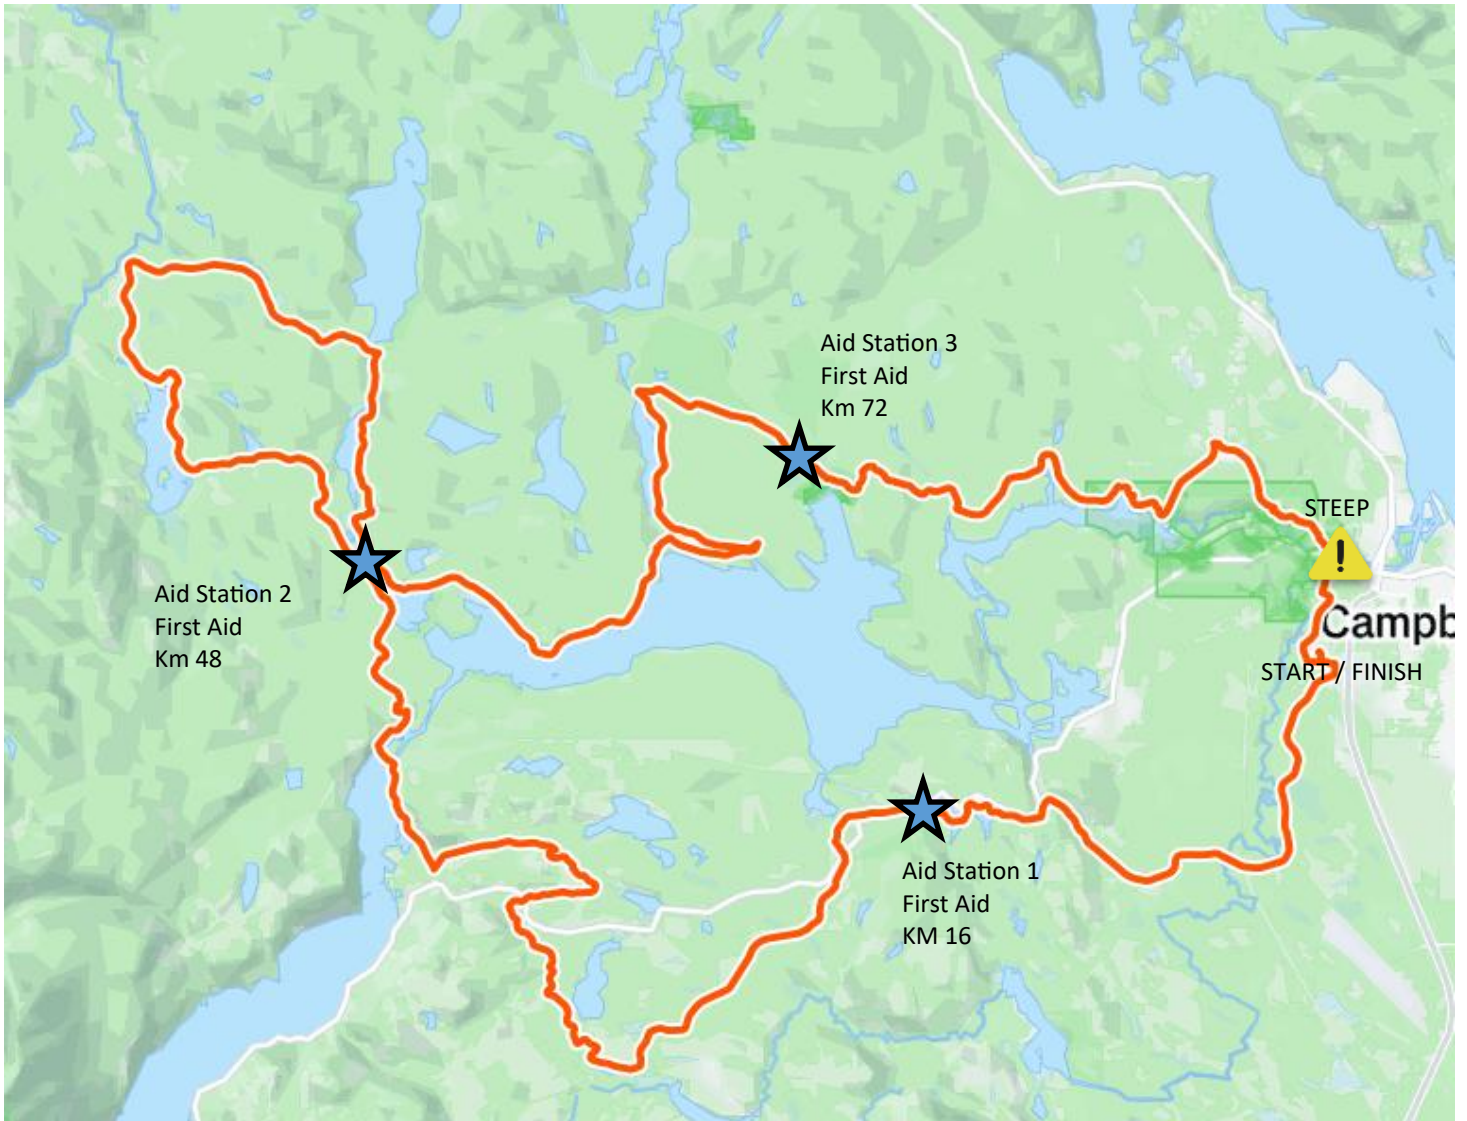 Aid Station 3
First Aid
Km 72
STEEP
Aid Station 2
First Aid
Km 48
Campb
START / FINISH
Aid Station 1
First Aid
KM 16